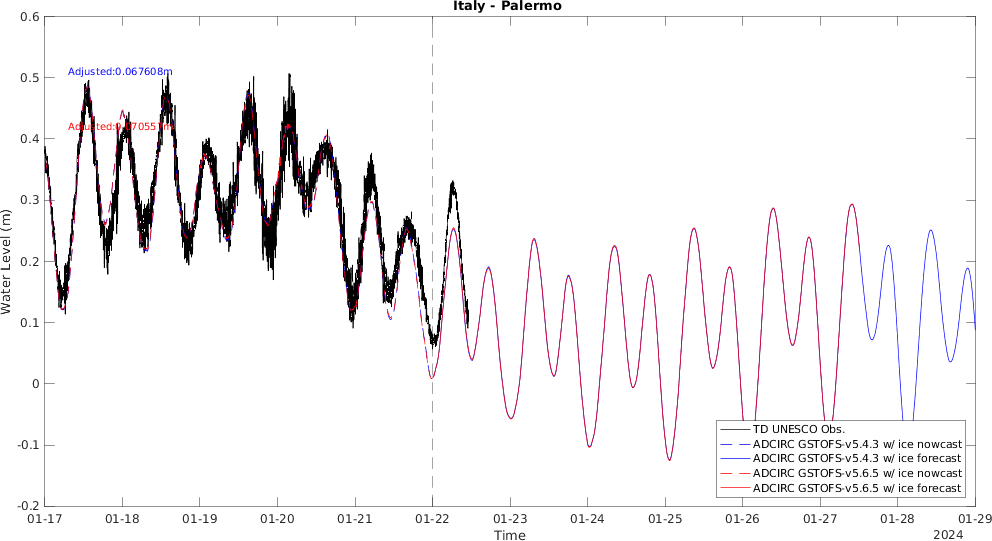 Italy - Palermo
0.6
0.5
0.4
0.3
0.2
0.1
0
-0.1
-0.2
Water Level (m)
Adjusted:0.067608m
TD UNESCO Obs.
ADCIRC GSTOFS-v5.4.3 w/ ice nowcast
ADCIRC GSTOFS-v5.4.3 w/ ice forecast
ADCIRC GSTOFS-v5.6.5 w/ ice nowcast
ADCIRC GSTOFS-v5.6.5 w/ ice forecast
01-17 01-18 01-19 01-20 01-21 01-22 01-23 01-24 01-25 01-26 01-27 01-28 01-29
Time
2024